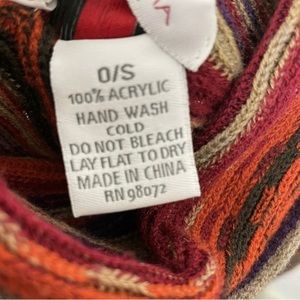 O/S
100% ACRYLIC
HAND WASH
COLD
DO NOT BLEACH
LAY FLAT TO DRY
MADE IN CHINA
RN 98072